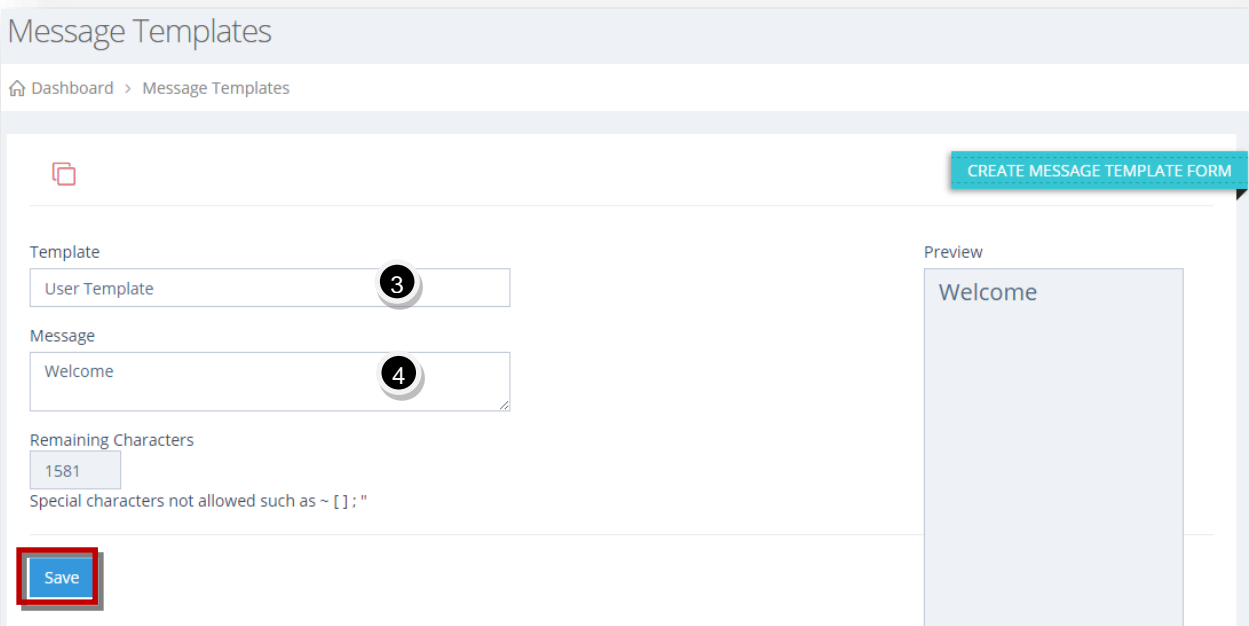 Message Templates
Dashboard > Message Templates
CREATE MESSAGE TEMPLATE FORM
Template
User Template
3
Message
Welcome
4
Remaining Characters
1581
Special characters not allowed such as ~ [ ] ; "
Save
Preview
Welcome